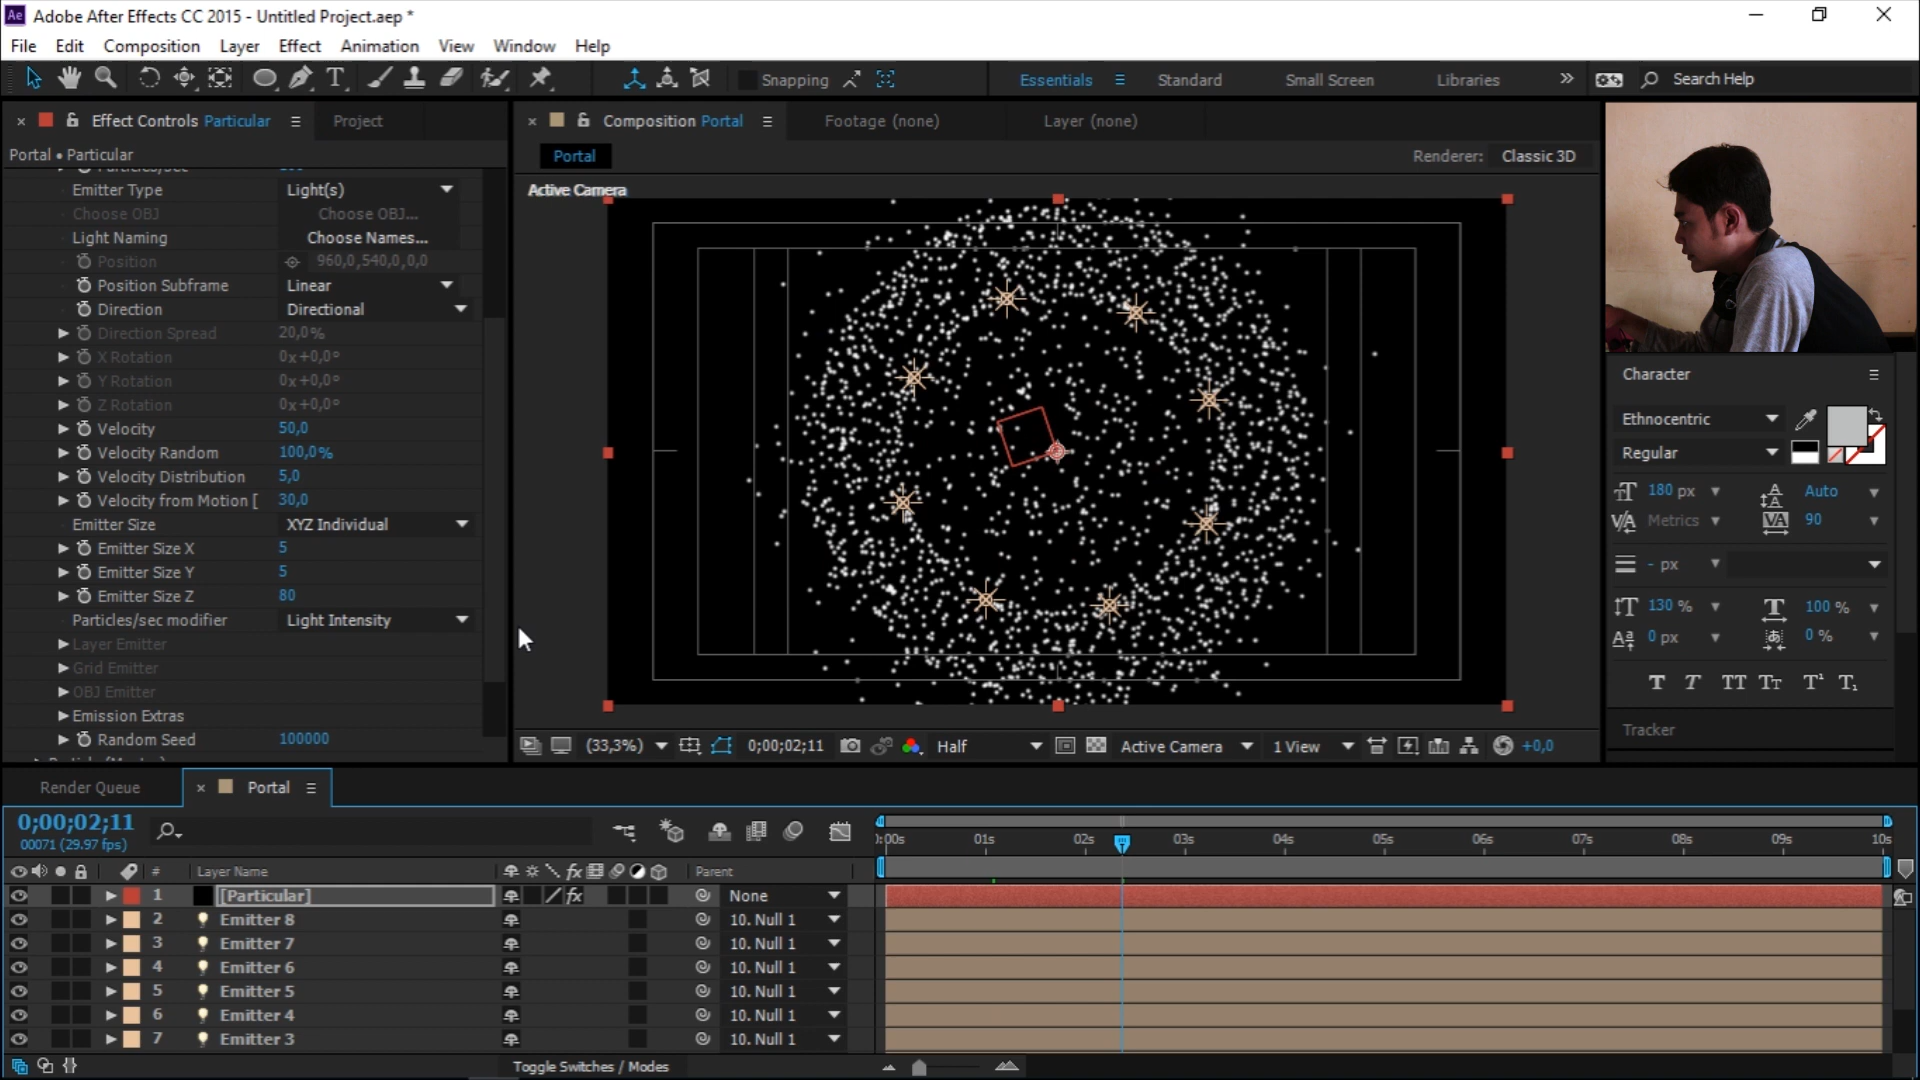 Ae Adobe After Effects CC 2015 - Untitled Project.aep *
File Edit Composition Layer Effect Animation View Window Help
Snapping Essentials Standard Small Screen Libraries Search Help
Effect Controls Particular Project Composition Portal Footage (none) Layer (none)
Portal • Particular
Portal Renderer: Classic 3D
Active Camera
Emitter Type Light(s)
Choose OBJ Choose OBJ...
Light Naming Choose Names...
Position 960,0,540,0,0,0
Position Subframe Linear
Direction Directional
Direction Spread 20,0%
X Rotation 0x+0,0°
Y Rotation 0x+0,0°
Z Rotation 0x+0,0°
Velocity 50,0
Velocity Random 100,0%
Velocity Distribution 5,0
Velocity from Motion [ 30,0
Emitter Size XYZ Individual
Emitter Size X 5
Emitter Size Y 5
Emitter Size Z 80
Particles/sec modifier Light Intensity
Layer Emitter
Grid Emitter
OBJ Emitter
Emission Extras
Random Seed 100000
(33,3%) 0;00;02;11 Half Active Camera 1 View +0,0
Character
Ethnocentric
Regular
180 px Auto
Metrics 90
- px
130 % 100 %
0 px 0 %
T T TT Tт T¹ T₁
Tracker
Render Queue Portal
0;00;02;11
00071 (29.97 fps)
:00s 01s 02s 03s 04s 05s 06s 07s 08s 09s 10s
# Layer Name fx Parent
1 [Particular] fx None
2 Emitter 8 10. Null 1
3 Emitter 7 10. Null 1
4 Emitter 6 10. Null 1
5 Emitter 5 10. Null 1
6 Emitter 4 10. Null 1
7 Emitter 3 10. Null 1
Toggle Switches / Modes